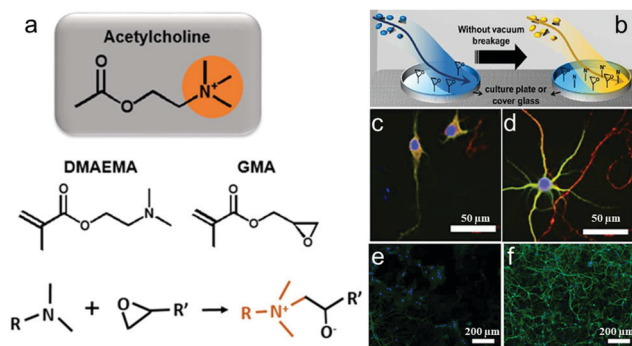 a
Acetylcholine
O
O
N+
DMAEMA
GMA
O
O
N
O
O
O
R
N
+
O
R'
R
N+
R'
O-
b
Without vacuum
breakage
culture plate or
cover glass
c
50 µm
d
50 µm
e
200 µm
f
200 µm